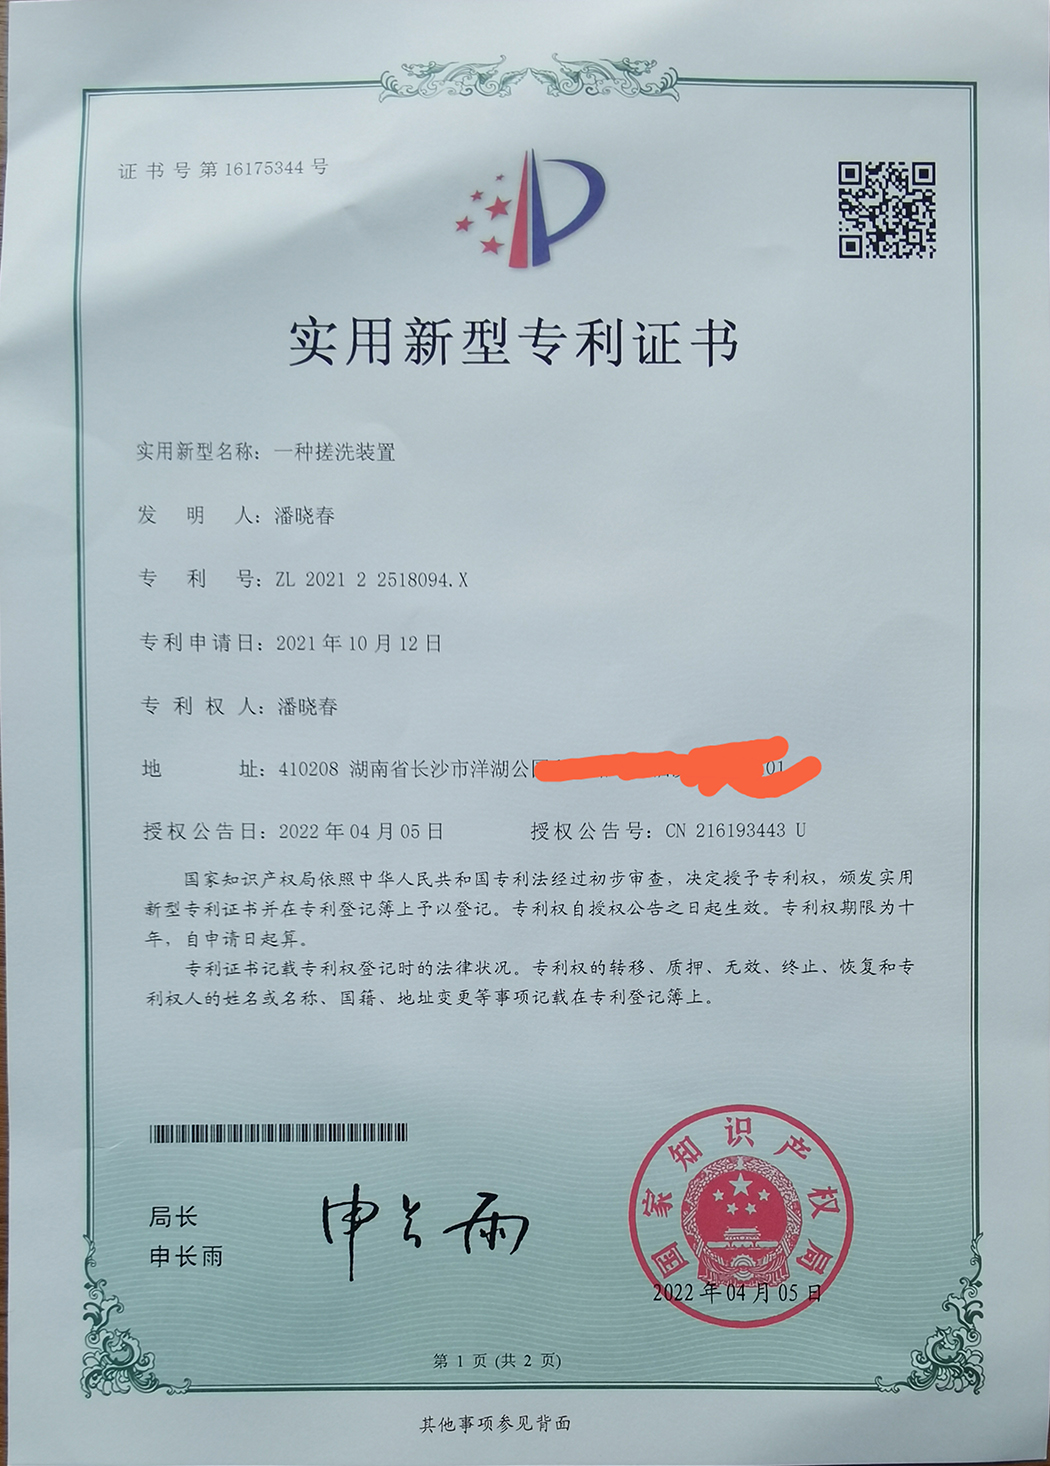 证书号第16175344号
实用新型专利证书
实用新型名称：一种搓洗装置
发明人：潘晓春
专利号：ZL 2021 2 2518094.X
专利申请日：2021年10月12日
专利权人：潘晓春
地址：410208 湖南省长沙市洋湖公 01
授权公告日：2022年04月05日 授权公告号：CN 216193443 U
国家知识产权局依照中华人民共和国专利法经过初步审查，决定授予专利权，颁发实用
新型专利证书并在专利登记簿上予以登记。专利权自授权公告之日起生效。专利权期限为十
年，自申请日起算。
专利证书记载专利权登记时的法律状况。专利权的转移、质押、无效、终止、恢复和专
利权人的姓名或名称、国籍、地址变更等事项记载在专利登记簿上。
局长
申长雨
申长雨
国家知识产权局
2022年04月05日
第 1 页 (共 2 页)
其他事项参见背面